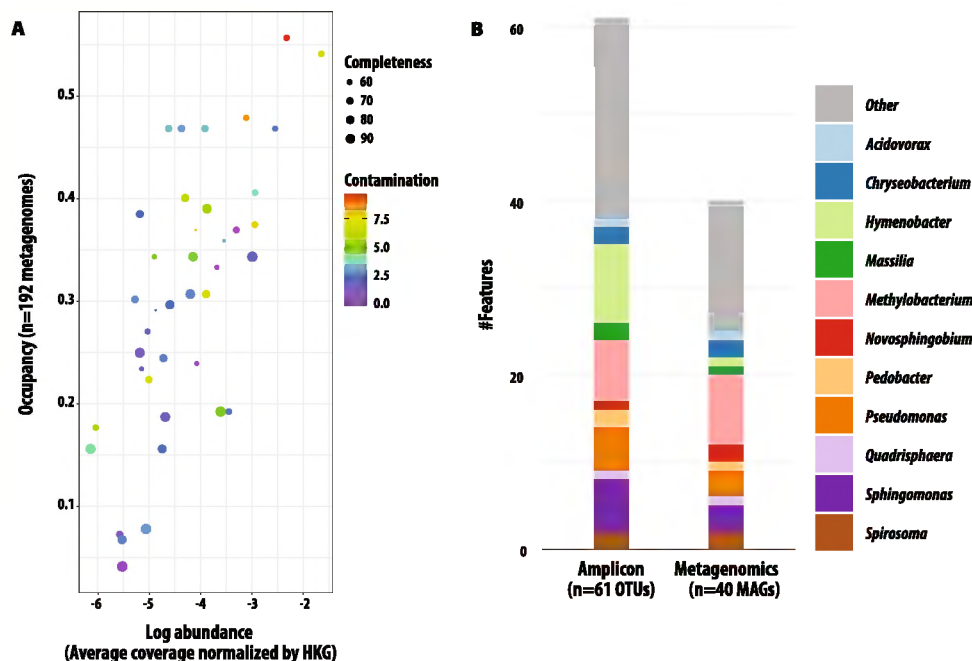 A
Occupancy (n=192 metagenomes)
0.5
0.4
0.3
0.2
0.1
-6 -5 -4 -3 -2
Log abundance
(Average coverage normalized by HKG)
Completeness
60
70
80
90
Contamination
7.5
5.0
2.5
0.0
B
#Features
60
40
20
0
Amplicon
(n=61 OTUs)
Metagenomics
(n=40 MAGs)
Other
Acidovorax
Chryseobacterium
Hymenobacter
Massilia
Methylobacterium
Novosphingobium
Pedobacter
Pseudomonas
Quadrisphaera
Sphingomonas
Spirosoma